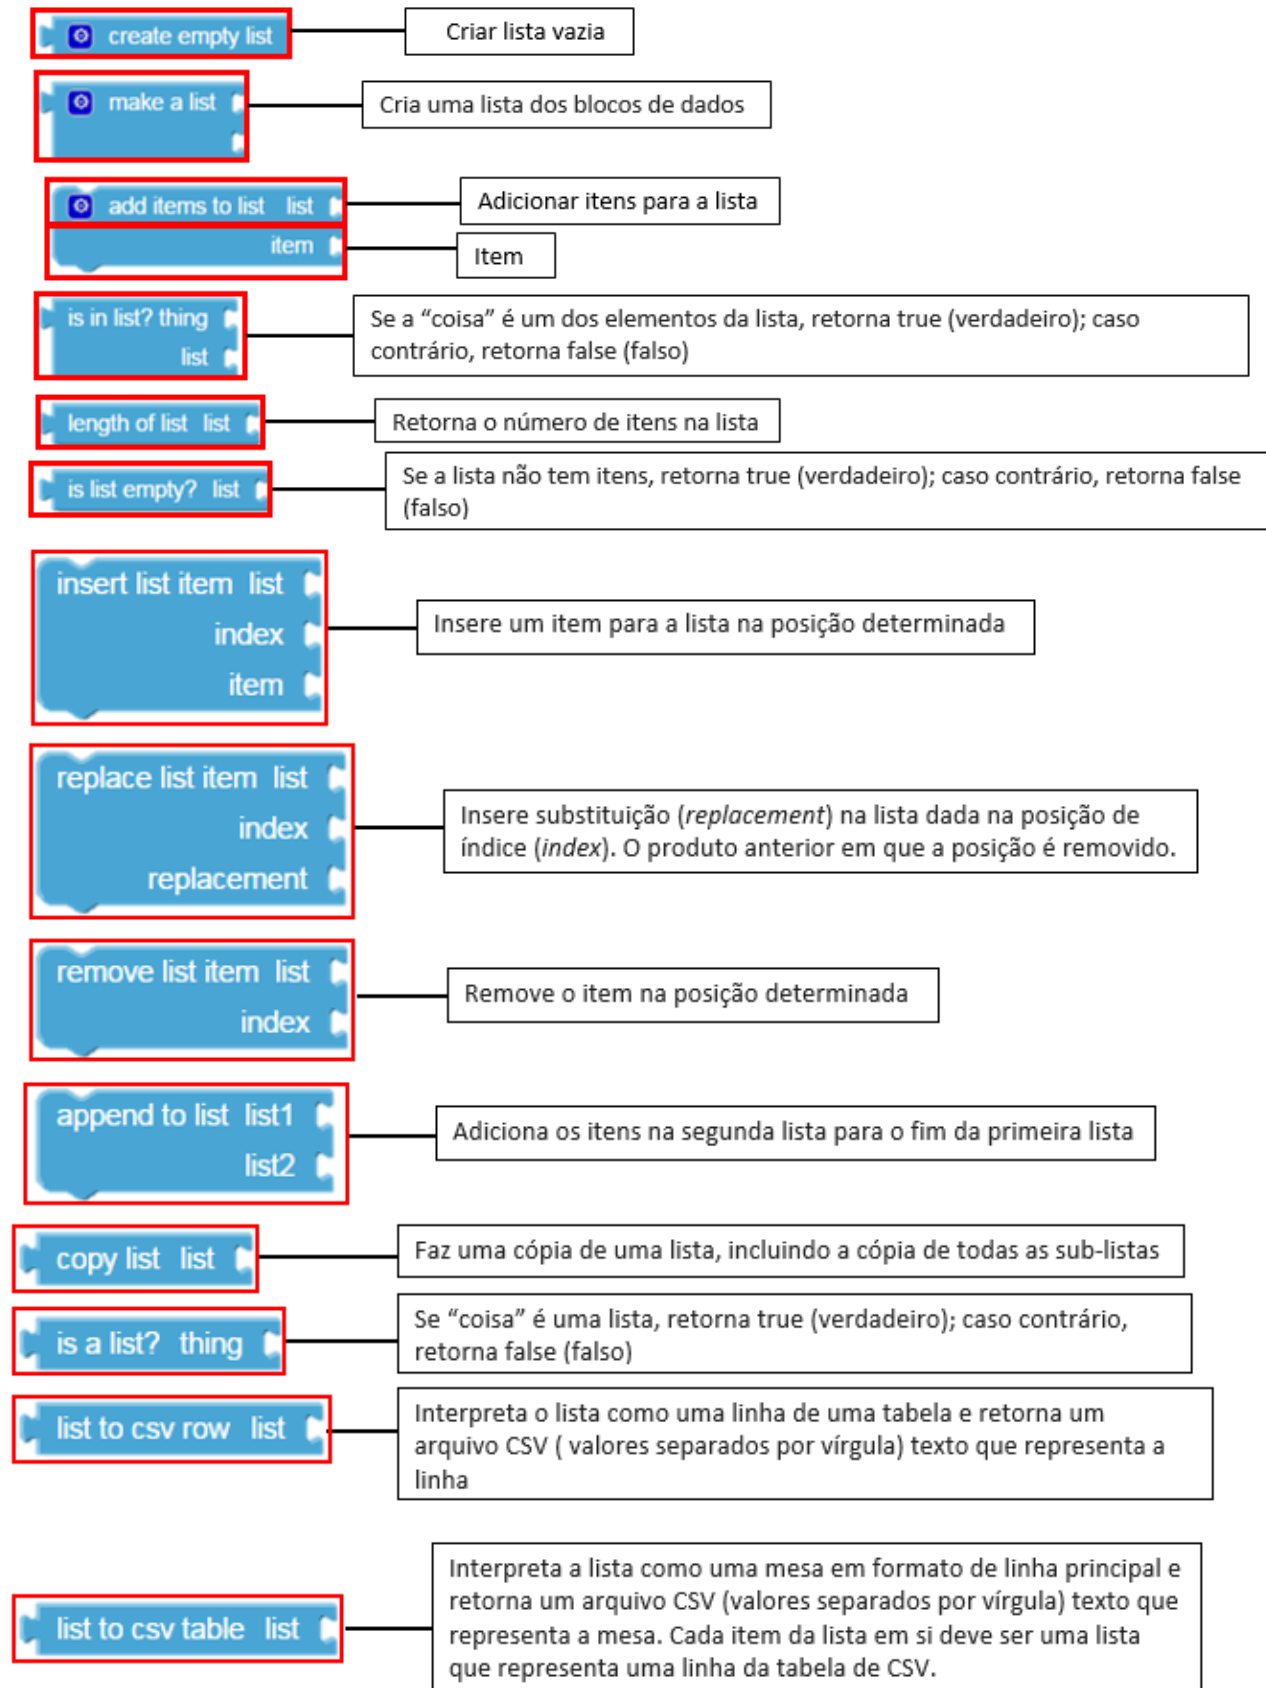 create empty list
Criar lista vazia
make a list
Cria uma lista dos blocos de dados
add items to list list
Adicionar itens para a lista
item
Item
is in list? thing
list
Se a “coisa” é um dos elementos da lista, retorna true (verdadeiro); caso
contrário, retorna false (falso)
length of list list
Retorna o número de itens na lista
is list empty? list
Se a lista não tem itens, retorna true (verdadeiro); caso contrário, retorna false
(falso)
insert list item list
index
item
Insere um item para a lista na posição determinada
replace list item list
index
replacement
Insere substituição (replacement) na lista dada na posição de
índice (index). O produto anterior em que a posição é removido.
remove list item list
index
Remove o item na posição determinada
append to list list1
list2
Adiciona os itens na segunda lista para o fim da primeira lista
copy list list
Faz uma cópia de uma lista, incluindo a cópia de todas as sub-listas
is a list? thing
Se “coisa” é uma lista, retorna true (verdadeiro); caso contrário,
retorna false (falso)
list to csv row list
Interpreta o lista como uma linha de uma tabela e retorna um
arquivo CSV ( valores separados por vírgula) texto que representa a
linha
list to csv table list
Interpreta a lista como uma mesa em formato de linha principal e
retorna um arquivo CSV (valores separados por vírgula) texto que
representa a mesa. Cada item da lista em si deve ser uma lista
que representa uma linha da tabela de CSV.